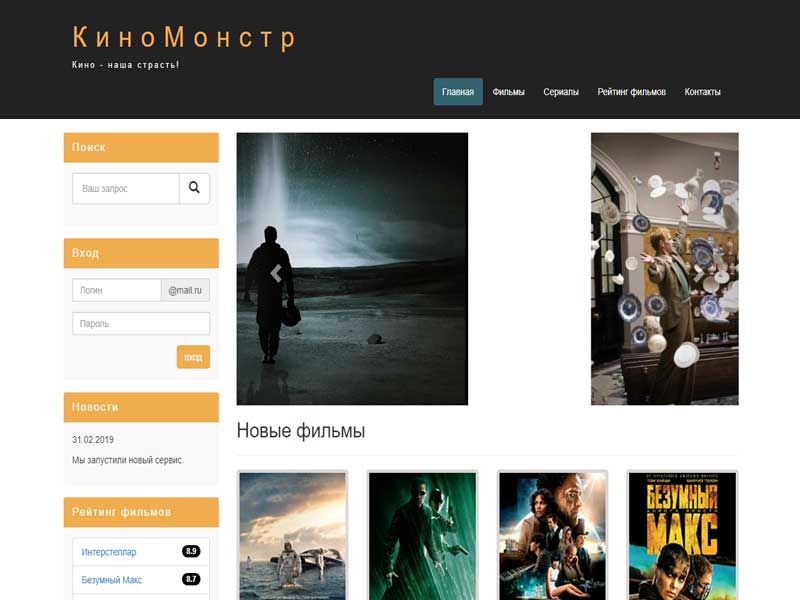 КиноМонстр
Кино - наша страсть!
Главная
Фильмы
Сериалы
Рейтинг фильмов
Контакты
Поиск
Ваш запрос
Вход
Логин
@mail.ru
Пароль
вход
Новости
31.02.2019
Мы запустили новый сервис.
Рейтинг фильмов
Интерстеллар 8.9
Безумный Макс 8.7
Новые фильмы
БЕЗУМНЫЙ
МАКС